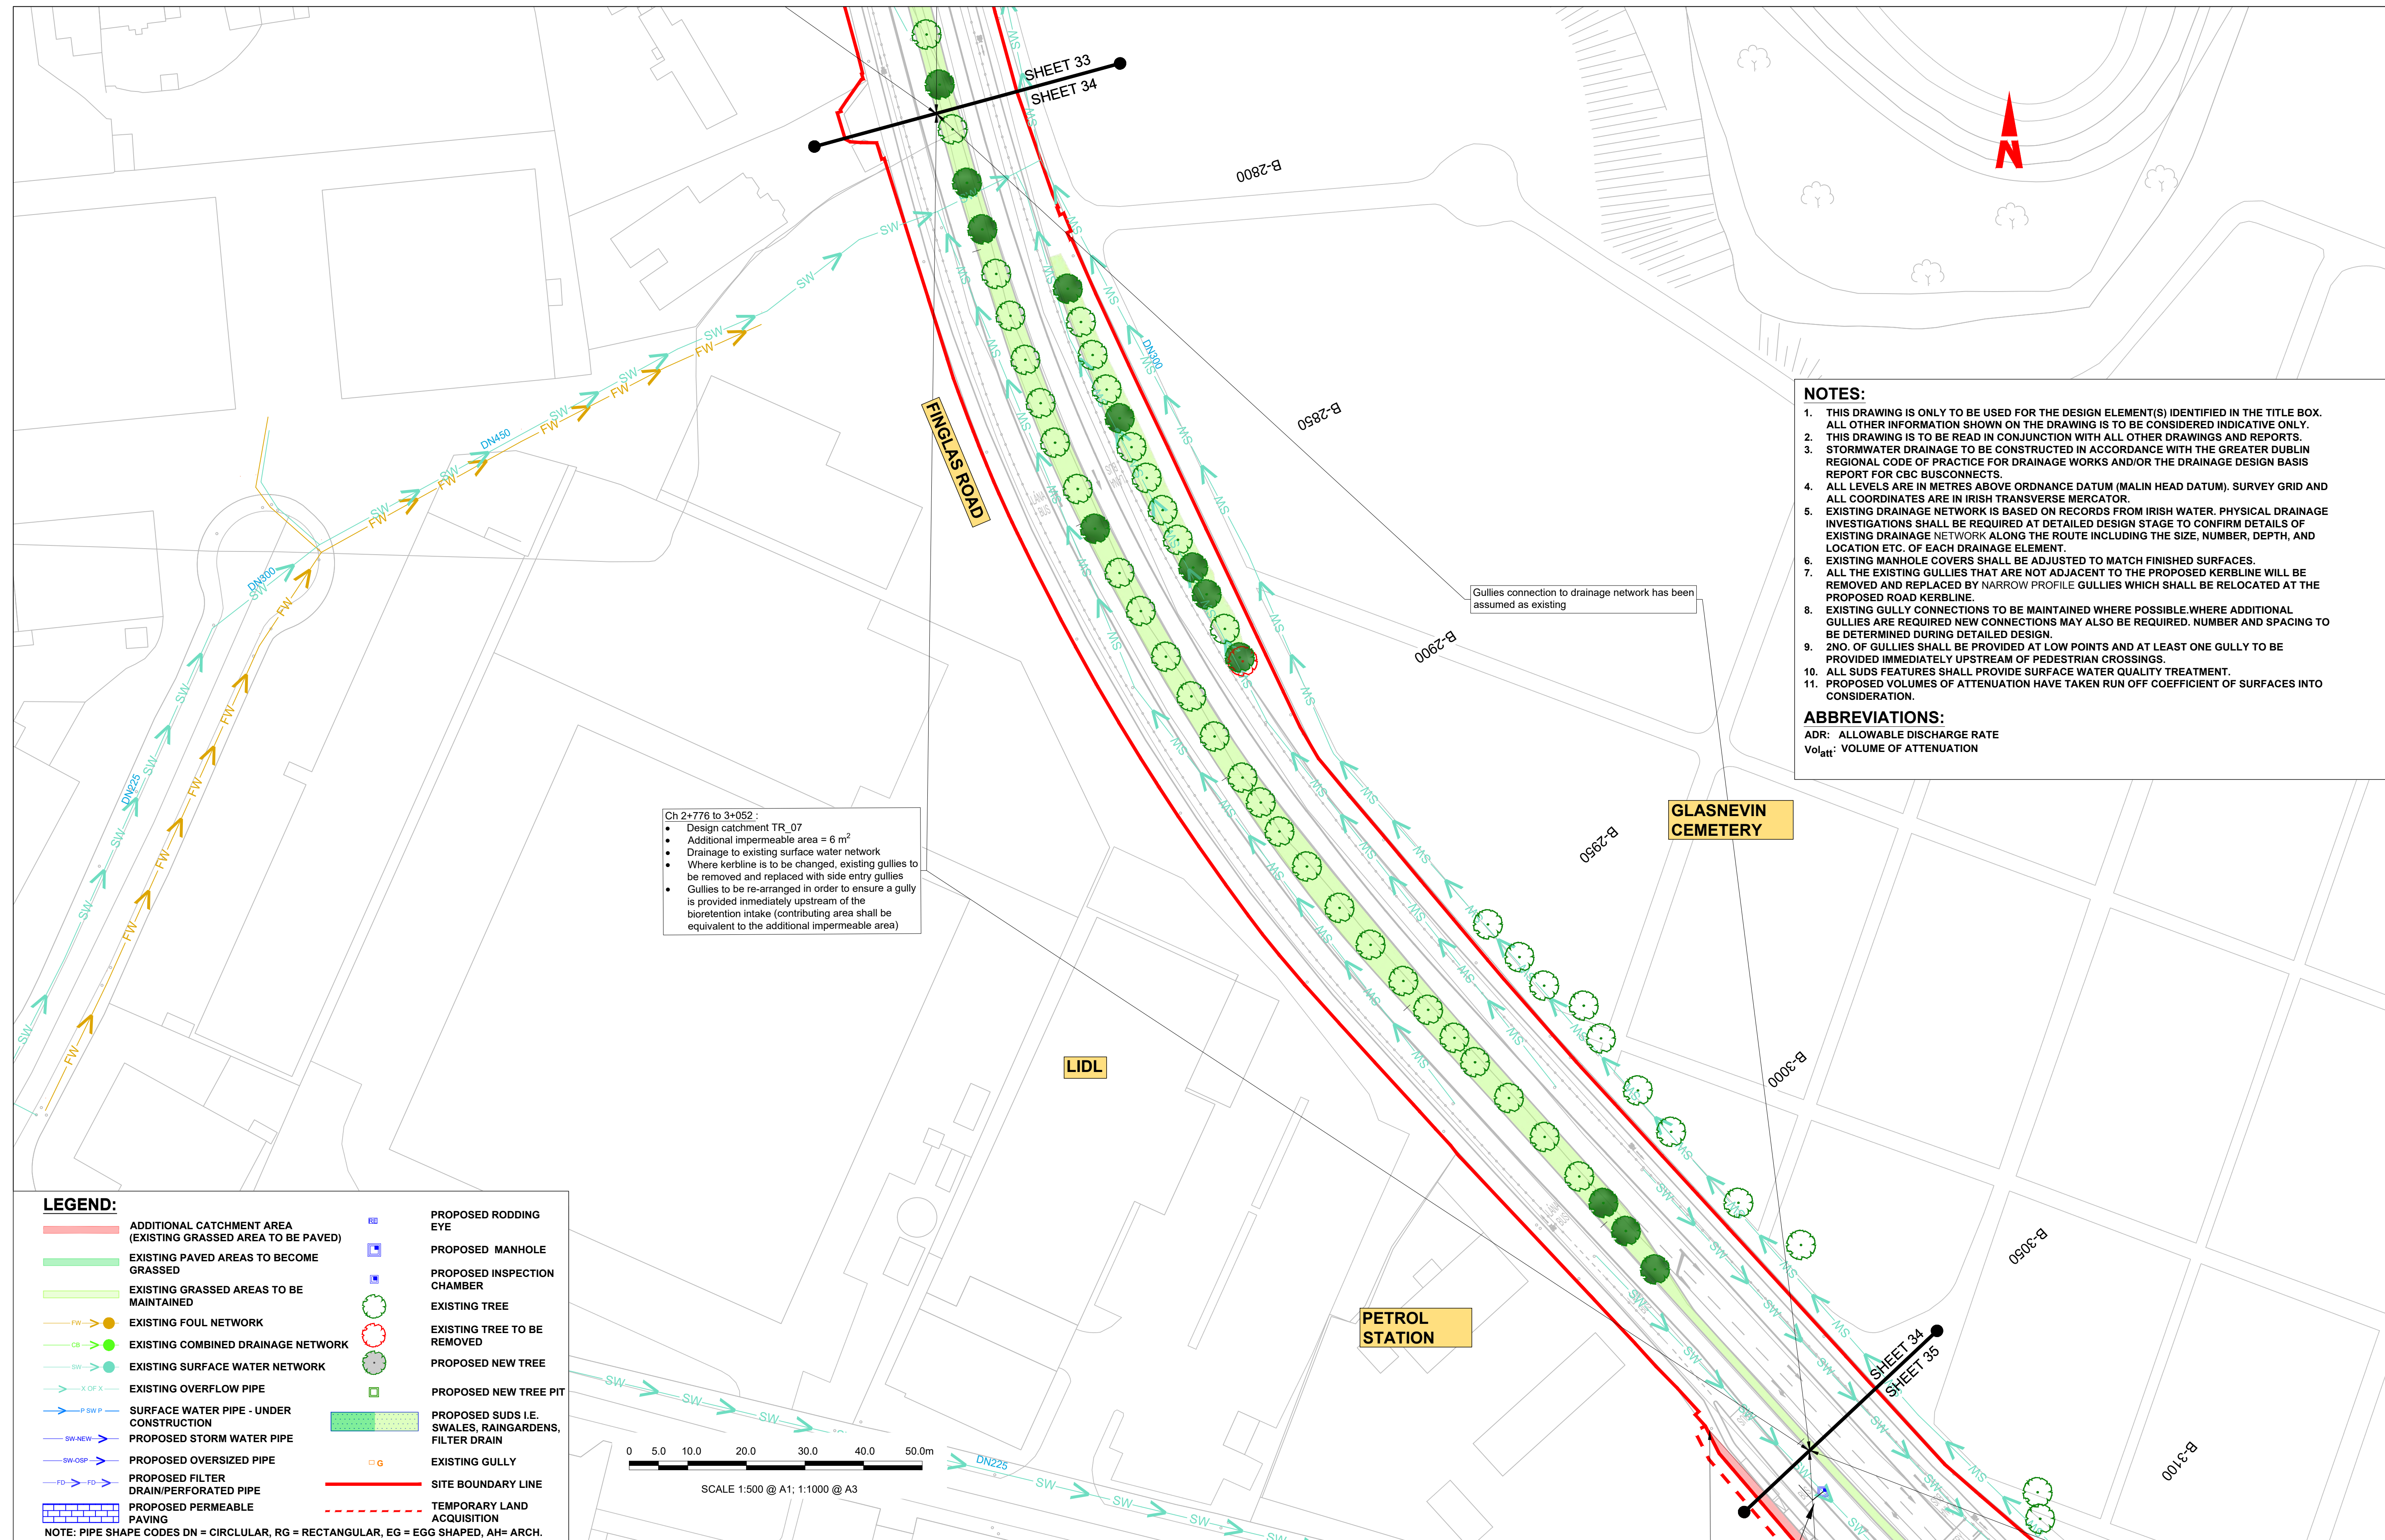 SHEET 33
SHEET 34
B-2800
B-2850
B-2900
B-2950
B-3000
B-3050
B-3100
N
FINGLAS ROAD
DN300
DN450
DN300
DN225
DN225
SW
FW
LÁNA
BUS
LÁNA
BUS
Gullies connection to drainage network has been
assumed as existing
GLASNEVIN
CEMETERY
LIDL
PETROL
STATION
SHEET 34
SHEET 35
Ch 2+776 to 3+052 :
• Design catchment TR_07
• Additional impermeable area = 6 m²
• Drainage to existing surface water network
• Where kerbline is to be changed, existing gullies to
be removed and replaced with side entry gullies
• Gullies to be re-arranged in order to ensure a gully
is provided inmediately upstream of the
bioretention intake (contributing area shall be
equivalent to the additional impermeable area)
NOTES:
1. THIS DRAWING IS ONLY TO BE USED FOR THE DESIGN ELEMENT(S) IDENTIFIED IN THE TITLE BOX.
ALL OTHER INFORMATION SHOWN ON THE DRAWING IS TO BE CONSIDERED INDICATIVE ONLY.
2. THIS DRAWING IS TO BE READ IN CONJUNCTION WITH ALL OTHER DRAWINGS AND REPORTS.
3. STORMWATER DRAINAGE TO BE CONSTRUCTED IN ACCORDANCE WITH THE GREATER DUBLIN
REGIONAL CODE OF PRACTICE FOR DRAINAGE WORKS AND/OR THE DRAINAGE DESIGN BASIS
REPORT FOR CBC BUSCONNECTS.
4. ALL LEVELS ARE IN METRES ABOVE ORDNANCE DATUM (MALIN HEAD DATUM). SURVEY GRID AND
ALL COORDINATES ARE IN IRISH TRANSVERSE MERCATOR.
5. EXISTING DRAINAGE NETWORK IS BASED ON RECORDS FROM IRISH WATER. PHYSICAL DRAINAGE
INVESTIGATIONS SHALL BE REQUIRED AT DETAILED DESIGN STAGE TO CONFIRM DETAILS OF
EXISTING DRAINAGE NETWORK ALONG THE ROUTE INCLUDING THE SIZE, NUMBER, DEPTH, AND
LOCATION ETC. OF EACH DRAINAGE ELEMENT.
6. EXISTING MANHOLE COVERS SHALL BE ADJUSTED TO MATCH FINISHED SURFACES.
7. ALL THE EXISTING GULLIES THAT ARE NOT ADJACENT TO THE PROPOSED KERBLINE WILL BE
REMOVED AND REPLACED BY NARROW PROFILE GULLIES WHICH SHALL BE RELOCATED AT THE
PROPOSED ROAD KERBLINE.
8. EXISTING GULLY CONNECTIONS TO BE MAINTAINED WHERE POSSIBLE.WHERE ADDITIONAL
GULLIES ARE REQUIRED NEW CONNECTIONS MAY ALSO BE REQUIRED. NUMBER AND SPACING TO
BE DETERMINED DURING DETAILED DESIGN.
9. 2NO. OF GULLIES SHALL BE PROVIDED AT LOW POINTS AND AT LEAST ONE GULLY TO BE
PROVIDED IMMEDIATELY UPSTREAM OF PEDESTRIAN CROSSINGS.
10. ALL SUDS FEATURES SHALL PROVIDE SURFACE WATER QUALITY TREATMENT.
11. PROPOSED VOLUMES OF ATTENUATION HAVE TAKEN RUN OFF COEFFICIENT OF SURFACES INTO
CONSIDERATION.
ABBREVIATIONS:
ADR: ALLOWABLE DISCHARGE RATE
Volatt: VOLUME OF ATTENUATION
LEGEND:
ADDITIONAL CATCHMENT AREA
(EXISTING GRASSED AREA TO BE PAVED)
EXISTING PAVED AREAS TO BECOME
GRASSED
EXISTING GRASSED AREAS TO BE
MAINTAINED
FW EXISTING FOUL NETWORK
CB EXISTING COMBINED DRAINAGE NETWORK
SW EXISTING SURFACE WATER NETWORK
X OF X EXISTING OVERFLOW PIPE
P SW P SURFACE WATER PIPE - UNDER
CONSTRUCTION
SW-NEW PROPOSED STORM WATER PIPE
SW-OSP PROPOSED OVERSIZED PIPE
FD FD PROPOSED FILTER
DRAIN/PERFORATED PIPE
PROPOSED PERMEABLE
PAVING
RE PROPOSED RODDING
EYE
PROPOSED MANHOLE
PROPOSED INSPECTION
CHAMBER
EXISTING TREE
EXISTING TREE TO BE
REMOVED
PROPOSED NEW TREE
PROPOSED NEW TREE PIT
PROPOSED SUDS I.E.
SWALES, RAINGARDENS,
FILTER DRAIN
G EXISTING GULLY
SITE BOUNDARY LINE
TEMPORARY LAND
ACQUISITION
NOTE: PIPE SHAPE CODES DN = CIRCLULAR, RG = RECTANGULAR, EG = EGG SHAPED, AH= ARCH.
0 5.0 10.0 20.0 30.0 40.0 50.0m
SCALE 1:500 @ A1; 1:1000 @ A3